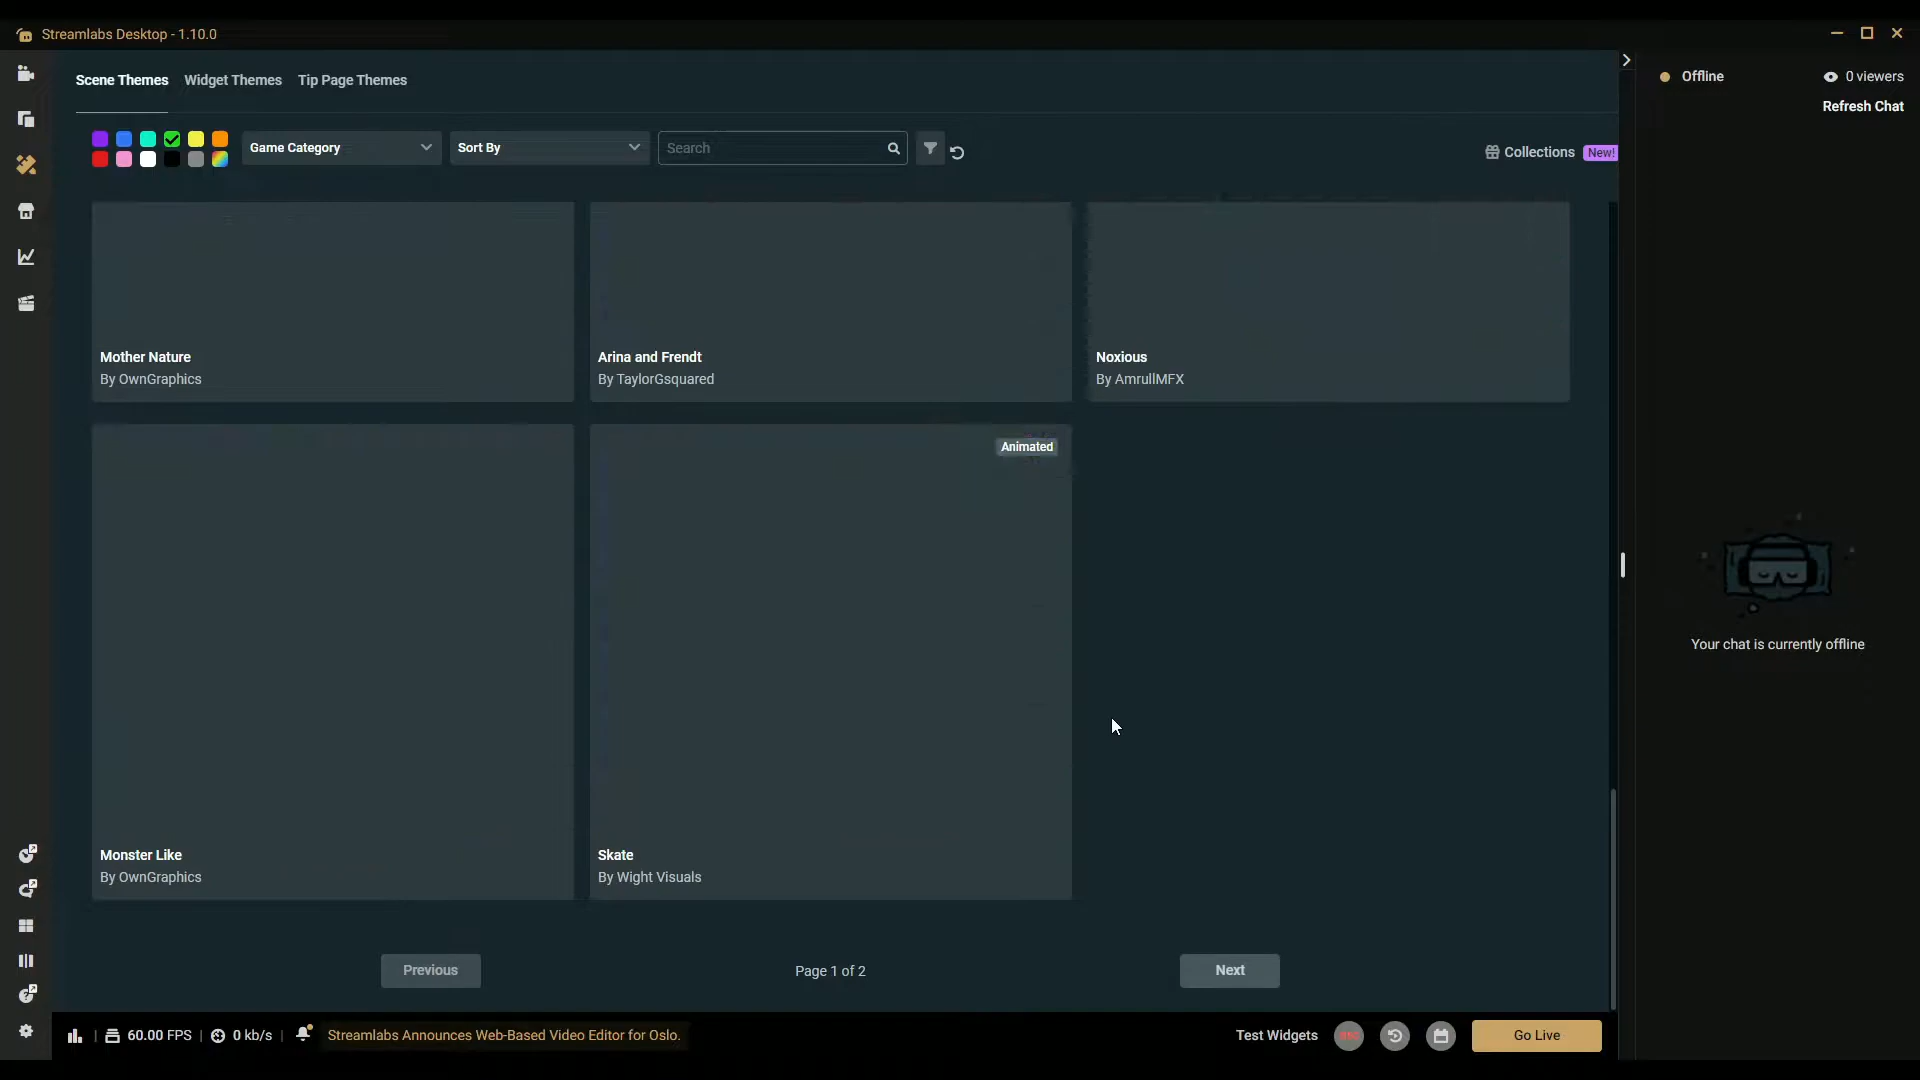 Streamlabs Desktop - 1.10.0
Scene Themes Widget Themes Tip Page Themes
Offline 0 viewers
Refresh Chat
Game Category Sort By Search Collections New!
Mother Nature Arina and Frendt Noxious
By OwnGraphics By TaylorGsquared By AmrullMFX
Animated
Your chat is currently offline
Monster Like Skate
By OwnGraphics By Wight Visuals
Previous Page 1 of 2 Next
60.00 FPS 0 kb/s Streamlabs Announces Web-Based Video Editor for Oslo. Test Widgets REC Go Live